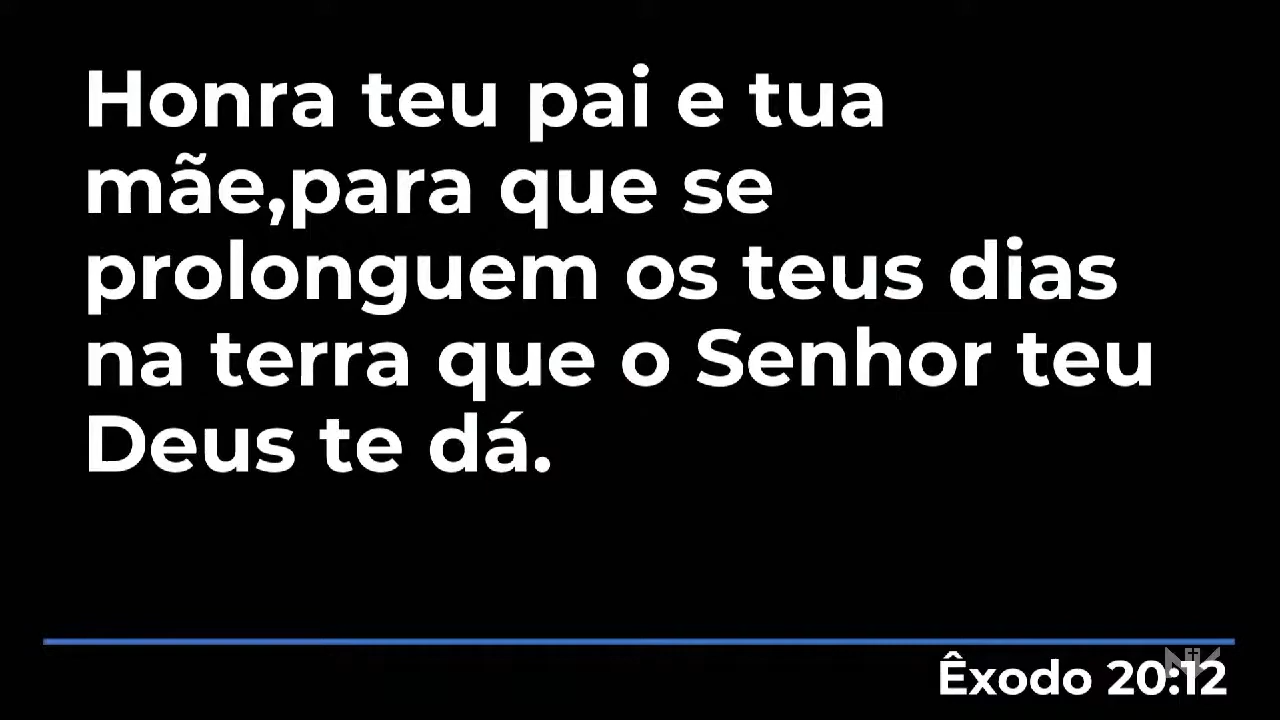 Honra teu pai e tua
mãe,para que se
prolonguem os teus dias
na terra que o Senhor teu
Deus te dá.
Êxodo 20:12